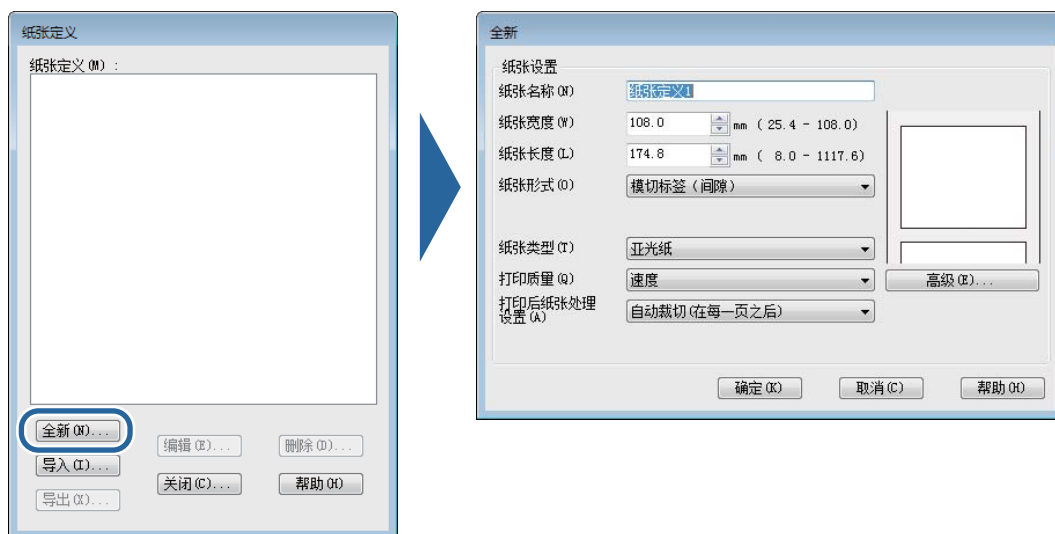 纸张定义
纸张定义(M) :
全新(N)...
编辑(E)...
删除(D)...
导入(I)...
关闭(C)...
帮助(H)
导出(X)...
全新
纸张设置
纸张名称(N) 纸张定义1
纸张宽度(W) 108.0 mm ( 25.4 - 108.0)
纸张长度(L) 174.8 mm ( 8.0 - 1117.6)
纸张形式(O) 模切标签（间隙）
纸张类型(T) 亚光纸
打印质量(Q) 速度 高级(E)...
打印后纸张处理
设置(A) 自动裁切(在每一页之后)
确定(K) 取消(C) 帮助(H)